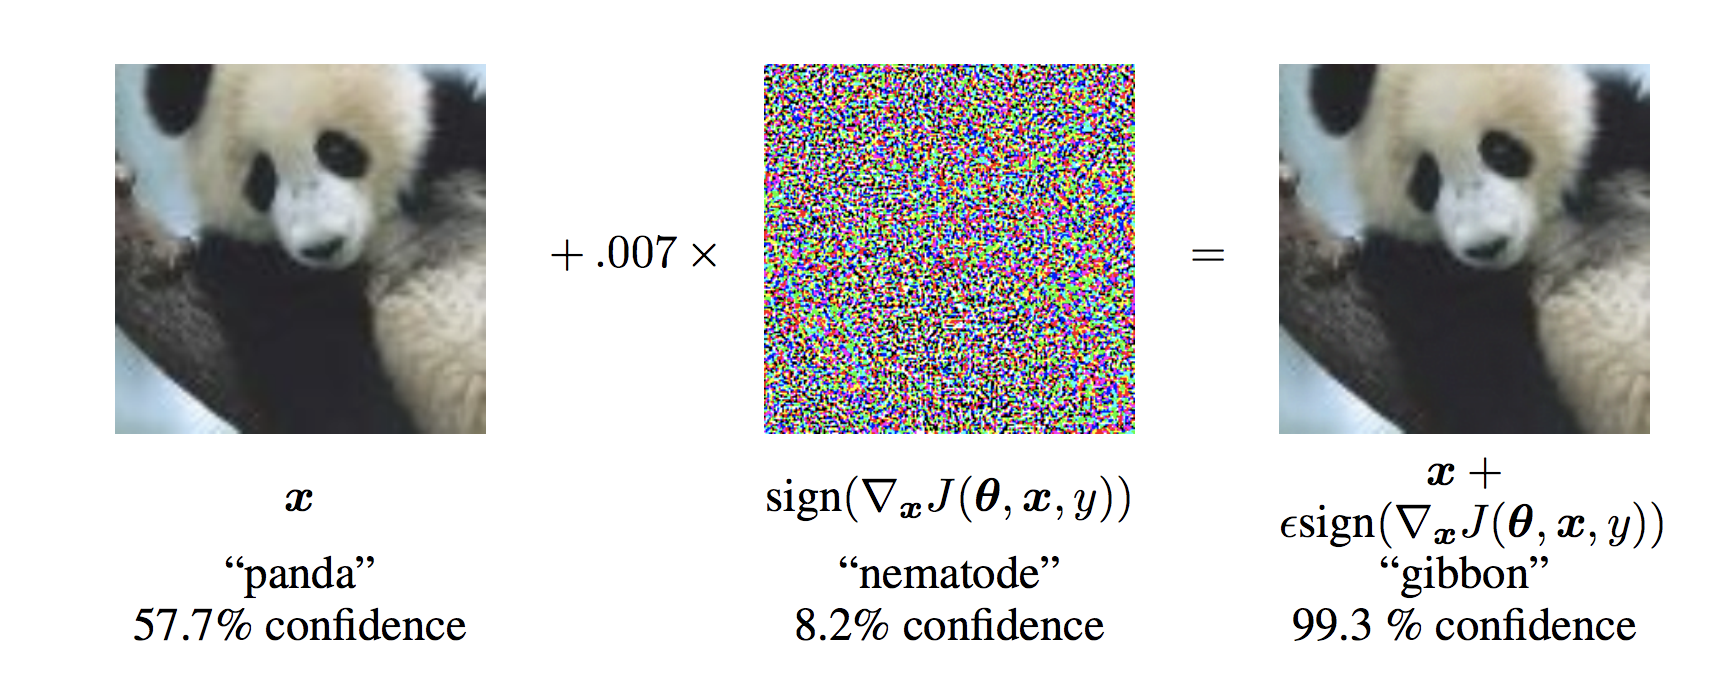 + .007 ×
=
x
sign(∇ₓJ(θ, x, y))
x +
ϵsign(∇ₓJ(θ, x, y))
“panda”
“nematode”
“gibbon”
57.7% confidence
8.2% confidence
99.3 % confidence